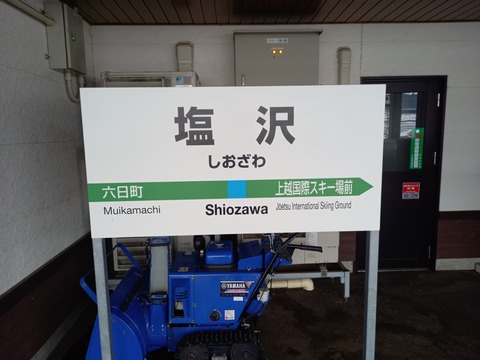 塩沢
しおざわ
六日町
上越国際スキー場前
Muikamachi
Shiozawa
Jōetsu International Skiing Ground
YAMAHA